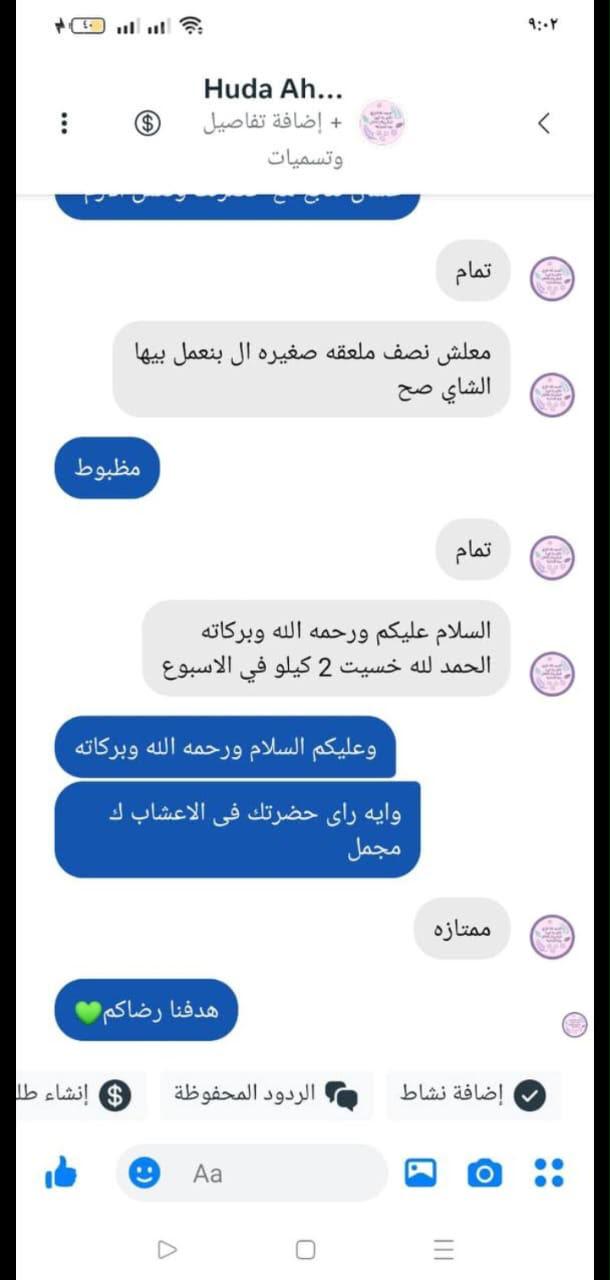 ٩:٠٢
Huda Ah...
+ إضافة تفاصيل
وتسميات
تمام
معلش نصف ملعقه صغيره ال بنعمل بيها
الشاي صح
مظبوط
تمام
السلام عليكم ورحمه الله وبركاته
الحمد لله خسيت 2 كيلو في الاسبوع
وعليكم السلام ورحمه الله وبركاته
وايه راى حضرتك فى الاعشاب ك
مجمل
ممتازه
هدفنا رضاكم💚
إضافة نشاط
الردود المحفوظة
إنشاء طل
Aa